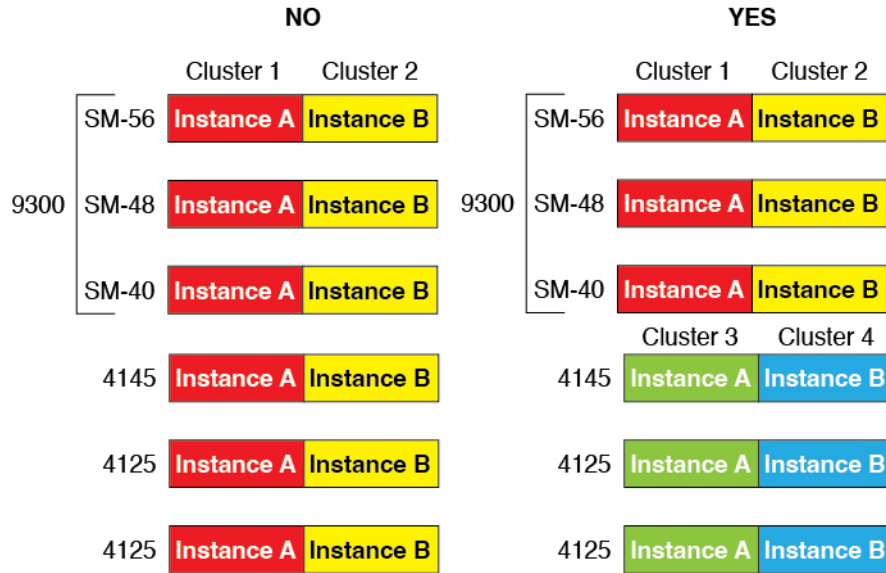 NO
YES
Cluster 1 Cluster 2
Cluster 1 Cluster 2
SM-56 Instance A Instance B
SM-56 Instance A Instance B
9300 SM-48 Instance A Instance B
9300 SM-48 Instance A Instance B
SM-40 Instance A Instance B
SM-40 Instance A Instance B
Cluster 3 Cluster 4
4145 Instance A Instance B
4145 Instance A Instance B
4125 Instance A Instance B
4125 Instance A Instance B
4125 Instance A Instance B
4125 Instance A Instance B